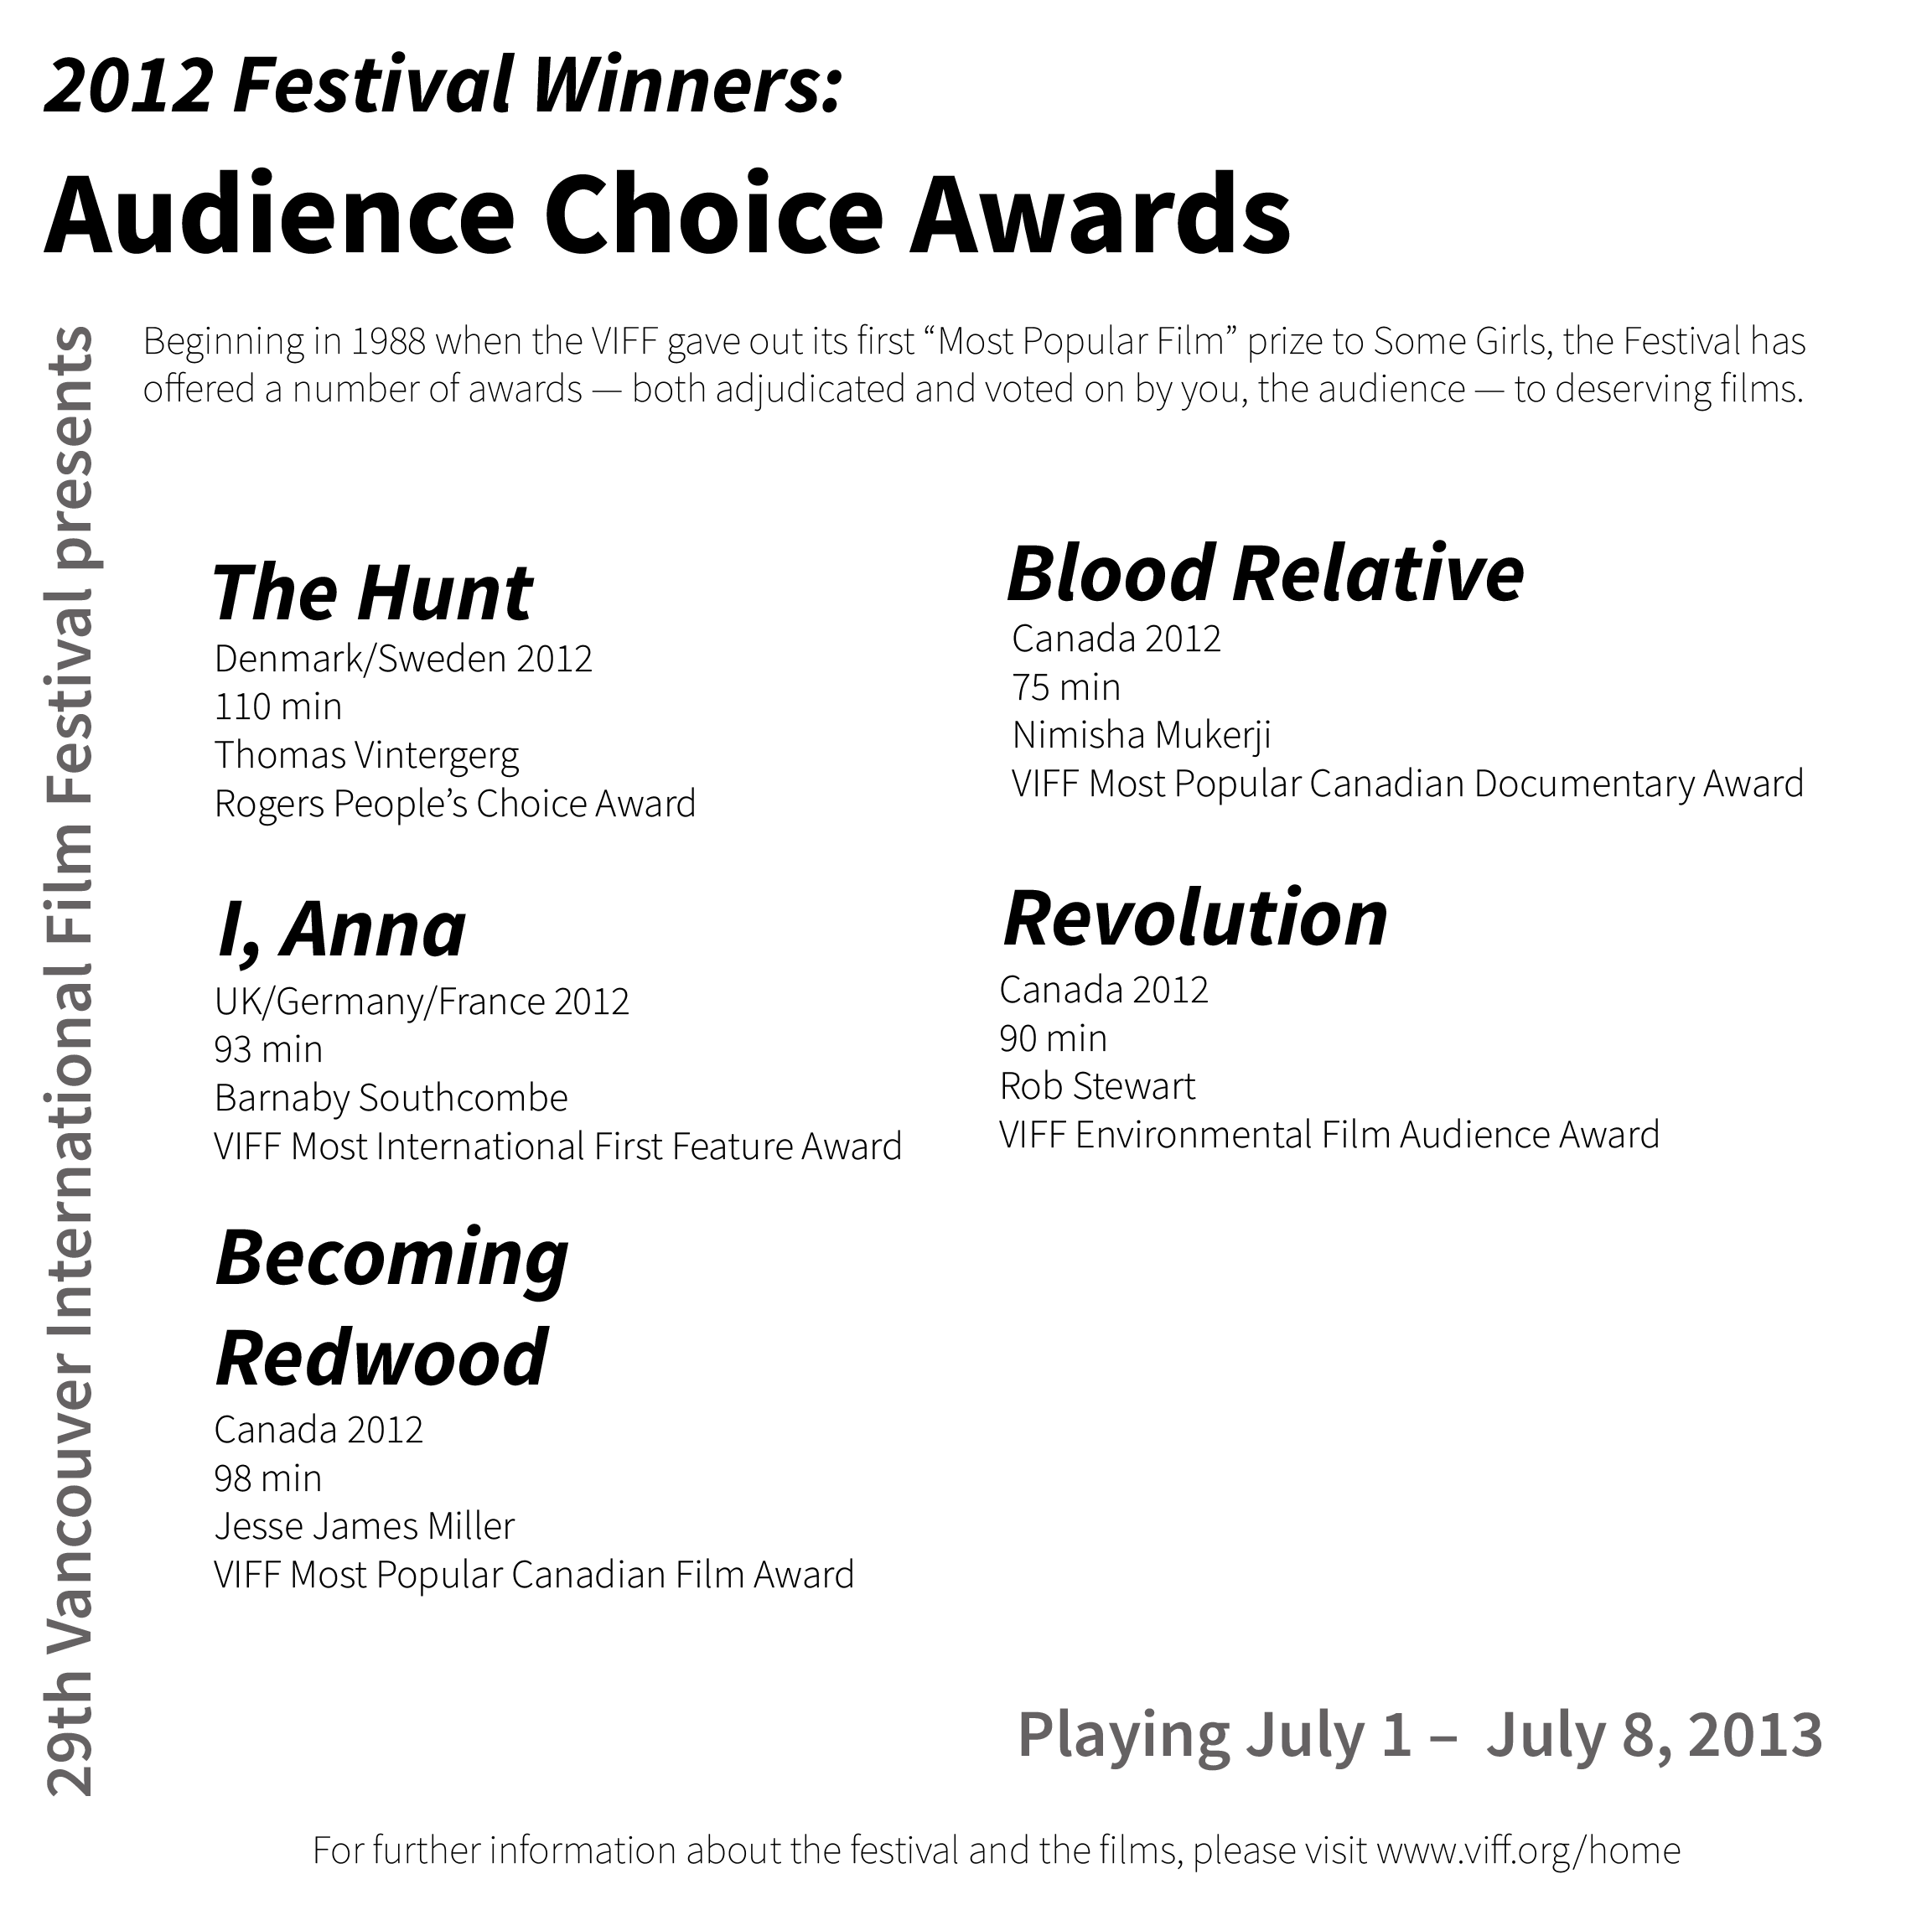 2012 Festival Winners:
Audience Choice Awards
29th Vancouver International Film Festival presents
Beginning in 1988 when the VIFF gave out its first “Most Popular Film” prize to Some Girls, the Festival has
offered a number of awards — both adjudicated and voted on by you, the audience — to deserving films.
The Hunt
Denmark/Sweden 2012
110 min
Thomas Vintergerg
Rogers People’s Choice Award
I, Anna
UK/Germany/France 2012
93 min
Barnaby Southcombe
VIFF Most International First Feature Award
Becoming
Redwood
Canada 2012
98 min
Jesse James Miller
VIFF Most Popular Canadian Film Award
Blood Relative
Canada 2012
75 min
Nimisha Mukerji
VIFF Most Popular Canadian Documentary Award
Revolution
Canada 2012
90 min
Rob Stewart
VIFF Environmental Film Audience Award
Playing July 1 –  July 8, 2013
For further information about the festival and the films, please visit www.viff.org/home